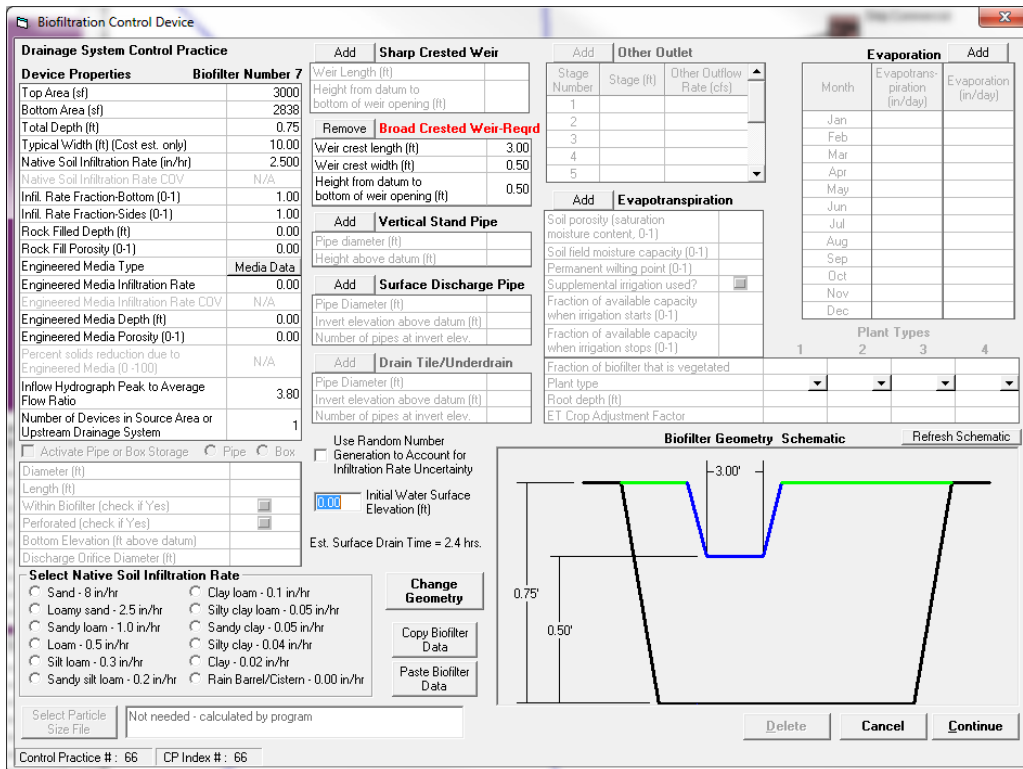 Biofiltration Control Device
Drainage System Control Practice
Device Properties Biofilter Number 7
Top Area (sf) 3000
Bottom Area (sf) 2838
Total Depth (ft) 0.75
Typical Width (ft) (Cost est. only) 10.00
Native Soil Infiltration Rate (in/hr) 2.500
Native Soil Infiltration Rate COV N/A
Infil. Rate Fraction-Bottom (0-1) 1.00
Infil. Rate Fraction-Sides (0-1) 1.00
Rock Filled Depth (ft) 0.00
Rock Fill Porosity (0-1) 0.00
Engineered Media Type Media Data
Engineered Media Infiltration Rate 0.00
Engineered Media Infiltration Rate COV N/A
Engineered Media Depth (ft) 0.00
Engineered Media Porosity (0-1) 0.00
Percent solids reduction due to
Engineered Media (0 -100) N/A
Inflow Hydrograph Peak to Average
Flow Ratio 3.80
Number of Devices in Source Area or
Upstream Drainage System 1
Activate Pipe or Box Storage Pipe Box
Diameter (ft)
Length (ft)
Within Biofilter (check if Yes)
Perforated (check if Yes)
Bottom Elevation (ft above datum)
Discharge Orifice Diameter (ft)
Select Native Soil Infiltration Rate
Sand - 8 in/hr Clay loam - 0.1 in/hr
Loamy sand - 2.5 in/hr Silty clay loam - 0.05 in/hr
Sandy loam - 1.0 in/hr Sandy clay - 0.05 in/hr
Loam - 0.5 in/hr Silty clay - 0.04 in/hr
Silt loam - 0.3 in/hr Clay - 0.02 in/hr
Sandy silt loam - 0.2 in/hr Rain Barrel/Cistern - 0.00 in/hr
Select Particle
Size File
Not needed - calculated by program
Control Practice # : 66 CP Index # : 66
Add Sharp Crested Weir
Weir Length (ft)
Height from datum to
bottom of weir opening (ft)
Remove Broad Crested Weir-Reqrd
Weir crest length (ft) 3.00
Weir crest width (ft) 0.50
Height from datum to
bottom of weir opening (ft) 0.50
Add Vertical Stand Pipe
Pipe diameter (ft)
Height above datum (ft)
Add Surface Discharge Pipe
Pipe Diameter (ft)
Invert elevation above datum (ft)
Number of pipes at invert elev.
Add Drain Tile/Underdrain
Pipe Diameter (ft)
Invert elevation above datum (ft)
Number of pipes at invert elev.
Use Random Number
Generation to Account for
Infiltration Rate Uncertainty
0.00 Initial Water Surface
Elevation (ft)
Est. Surface Drain Time = 2.4 hrs.
Change
Geometry
Copy Biofilter
Data
Paste Biofilter
Data
Add Other Outlet
Stage
Number Stage (ft) Other Outflow
Rate (cfs)
1
2
3
4
5
Add Evapotranspiration
Soil porosity (saturation
moisture content, 0-1)
Soil field moisture capacity (0-1)
Permanent wilting point (0-1)
Supplemental irrigation used?
Fraction of available capacity
when irrigation starts (0-1)
Fraction of available capacity
when irrigation stops (0-1)
Fraction of biofilter that is vegetated
Plant type
Root depth (ft)
ET Crop Adjustment Factor
Evaporation Add
Month Evapotrans-
piration
(in/day) Evaporation
(in/day)
Jan
Feb
Mar
Apr
May
Jun
Jul
Aug
Sep
Oct
Nov
Dec
Plant Types
1 2 3 4
Biofilter Geometry Schematic Refresh Schematic
3.00'
0.75'
0.50'
Delete Cancel Continue